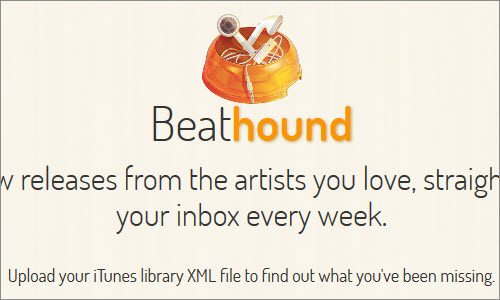 Beathound
releases from the artists you love,
your inbox every week.
Upload your iTunes library XML file to find out what you've been missing.